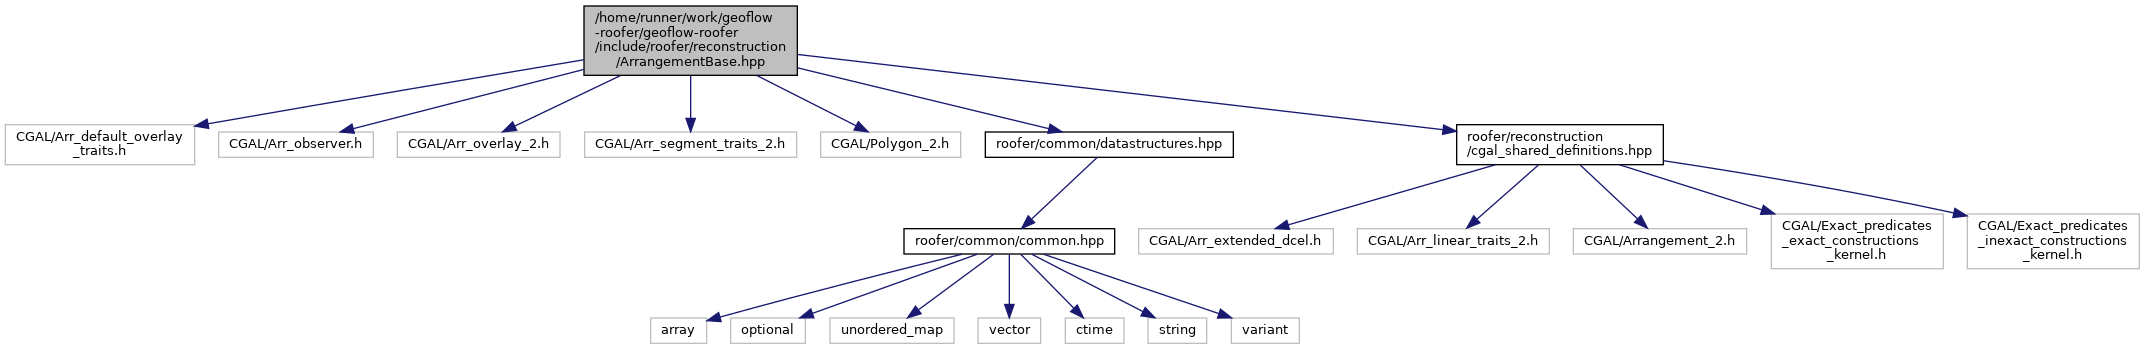 /home/runner/work/geoflow
-roofer/geoflow-roofer
/include/roofer/reconstruction
/ArrangementBase.hpp
CGAL/Arr_default_overlay
_traits.h
CGAL/Arr_observer.h
CGAL/Arr_overlay_2.h
CGAL/Arr_segment_traits_2.h
CGAL/Polygon_2.h
roofer/common/datastructures.hpp
roofer/reconstruction
/cgal_shared_definitions.hpp
roofer/common/common.hpp
CGAL/Arr_extended_dcel.h
CGAL/Arr_linear_traits_2.h
CGAL/Arrangement_2.h
CGAL/Exact_predicates
_exact_constructions
_kernel.h
CGAL/Exact_predicates
_inexact_constructions
_kernel.h
array
optional
unordered_map
vector
ctime
string
variant